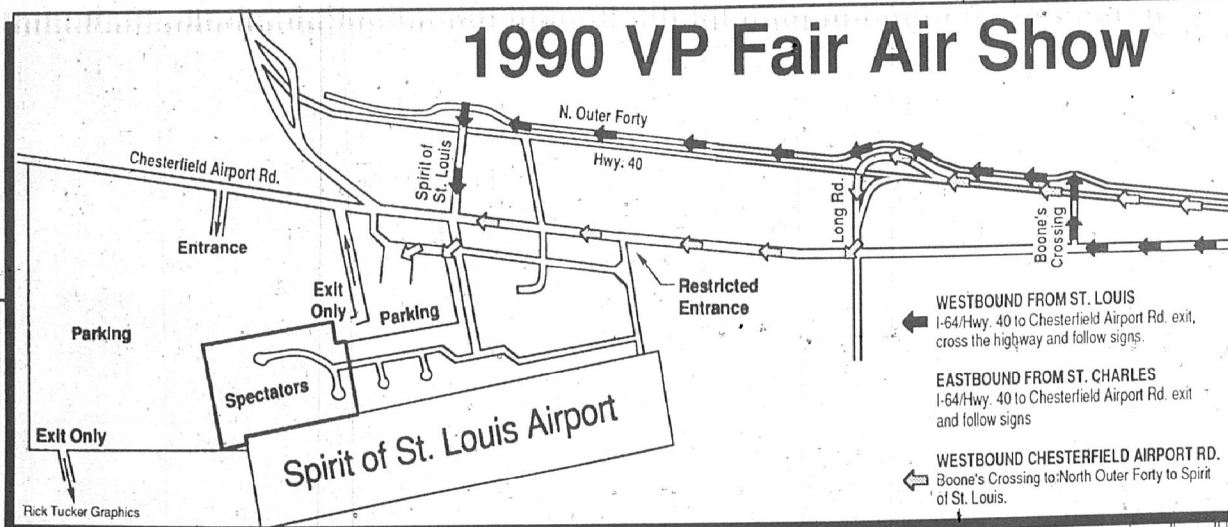 1990 VP Fair Air Show
N. Outer Forty
Hwy. 40
Chesterfield Airport Rd.
Spirit of
St. Louis
Long Rd.
Boone's
Crossing
Entrance
Restricted
Entrance
Exit
Only
Parking
Parking
Spectators
Spirit of St. Louis Airport
Exit Only
Rick Tucker Graphics
WESTBOUND FROM ST. LOUIS
I-64/Hwy. 40 to Chesterfield Airport Rd. exit,
cross the highway and follow signs.
EASTBOUND FROM ST. CHARLES
I-64/Hwy. 40 to Chesterfield Airport Rd. exit
and follow signs
WESTBOUND CHESTERFIELD AIRPORT RD.
Boone's Crossing to North Outer Forty to Spirit
of St. Louis.